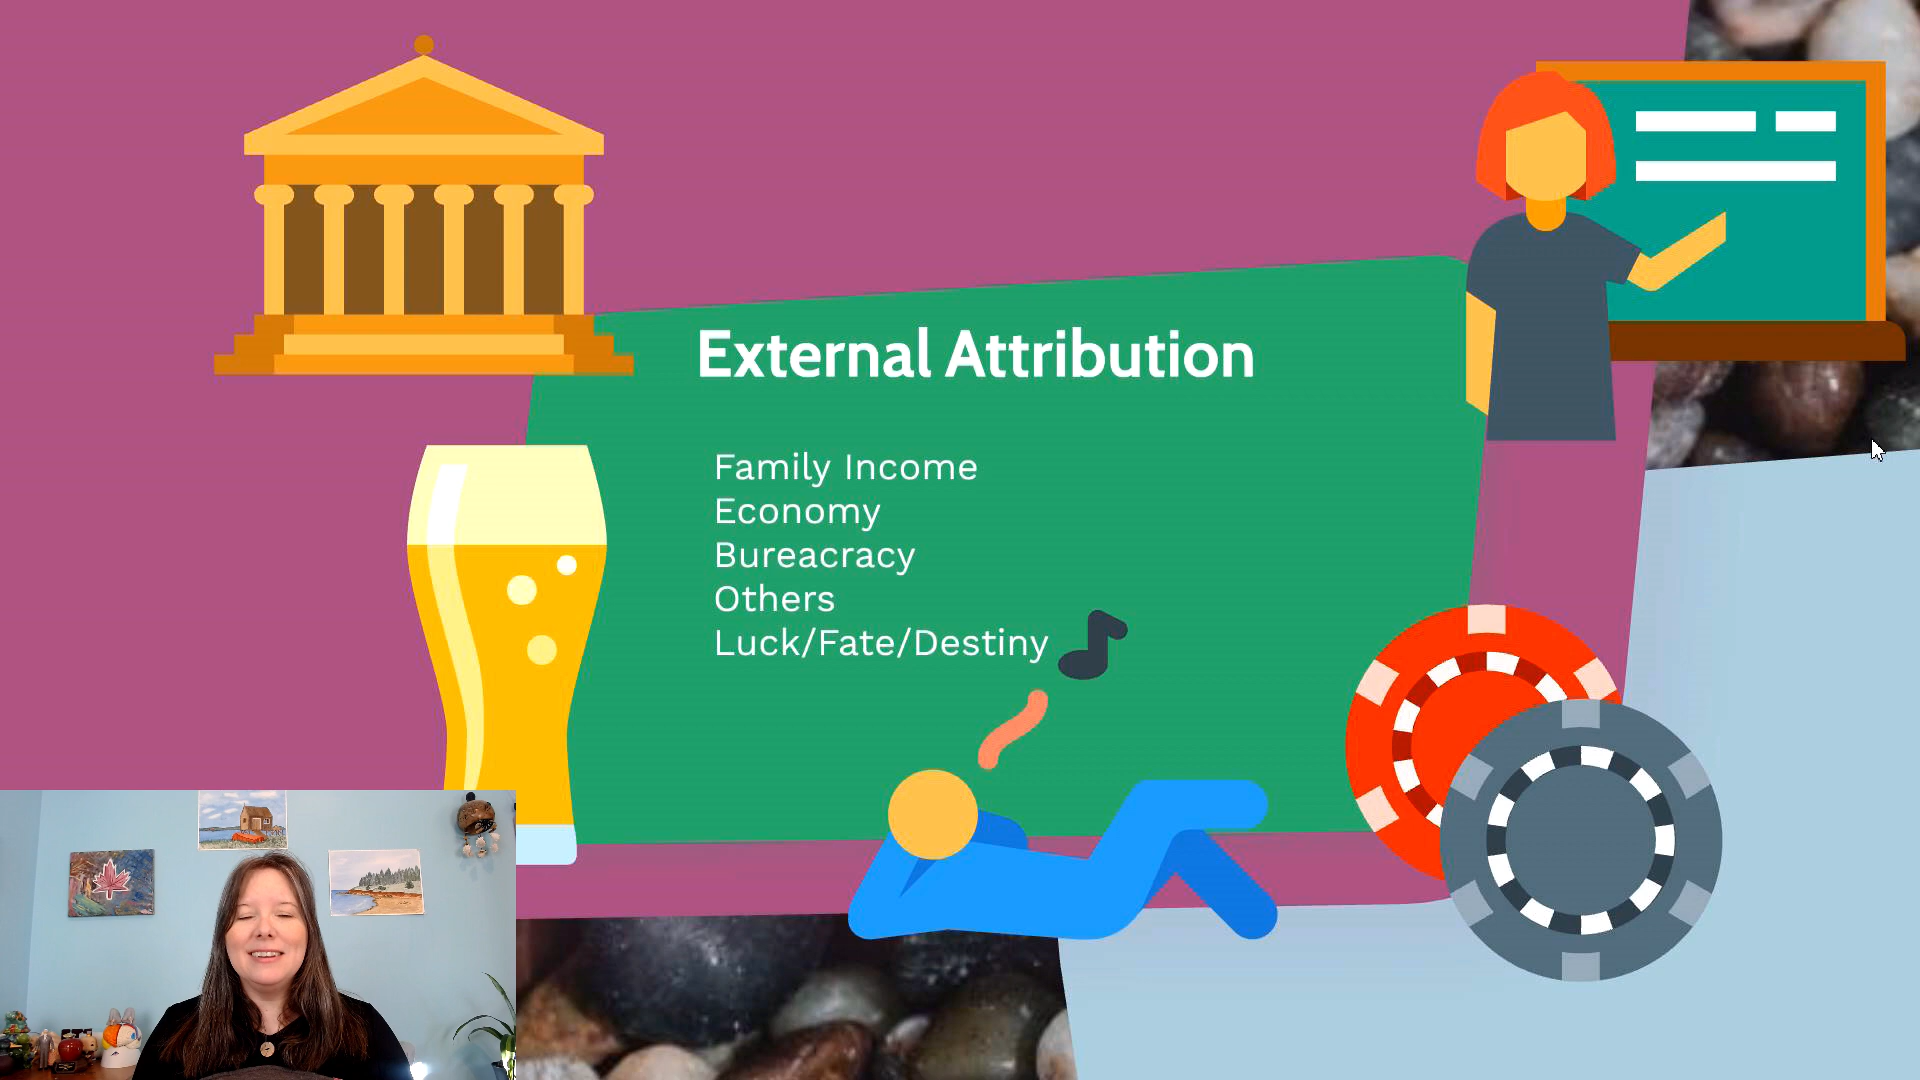 External Attribution
Family Income
Economy
Bureacracy
Others
Luck/Fate/Destiny